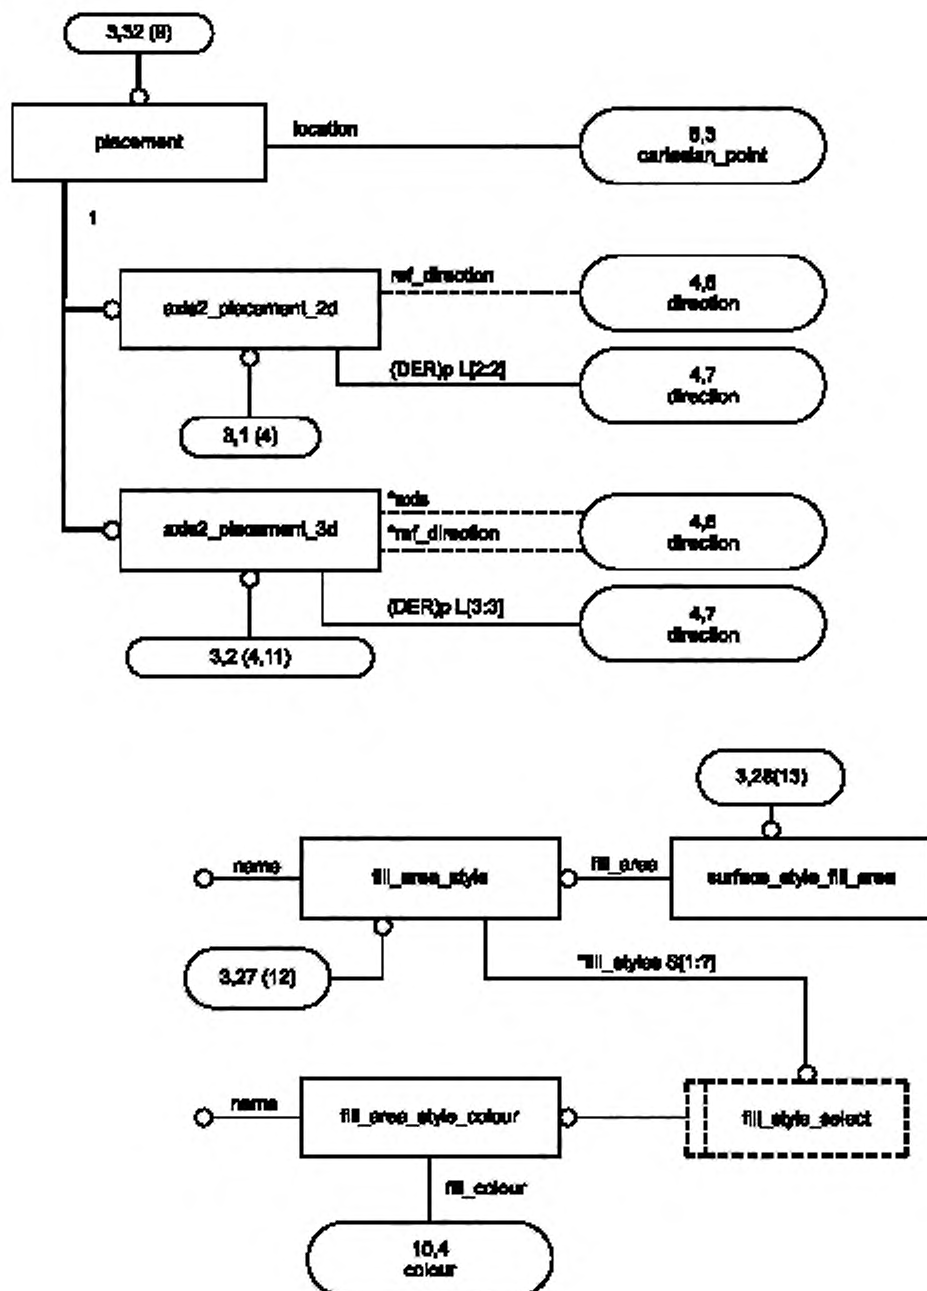 3,32 (9)
placement
location
5,3
cartesian_point
1
axis2_placement_2d
ref_direction
4,6
direction
(DER)p L[2:2]
4,7
direction
3,1 (4)
axis2_placement_3d
*axis
*ref_direction
4,6
direction
(DER)p L[3:3]
4,7
direction
3,2 (4,11)
3,28(13)
name
fill_area_style
fill_area
surface_style_fill_area
3,27 (12)
*fill_styles S[1:?]
name
fill_area_style_colour
fill_style_select
fill_colour
10,4
colour